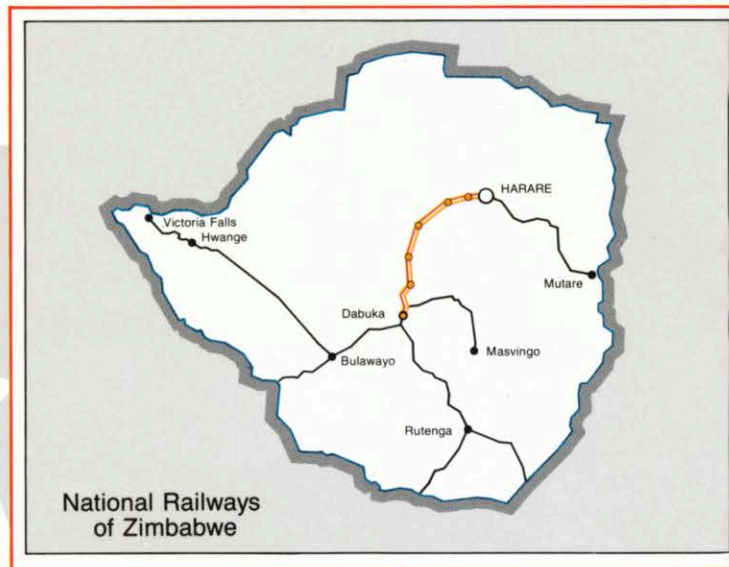 HARARE
Victoria Falls
Hwange
Mutare
Dabuka
Masvingo
Bulawayo
Rutenga
National Railways
of Zimbabwe